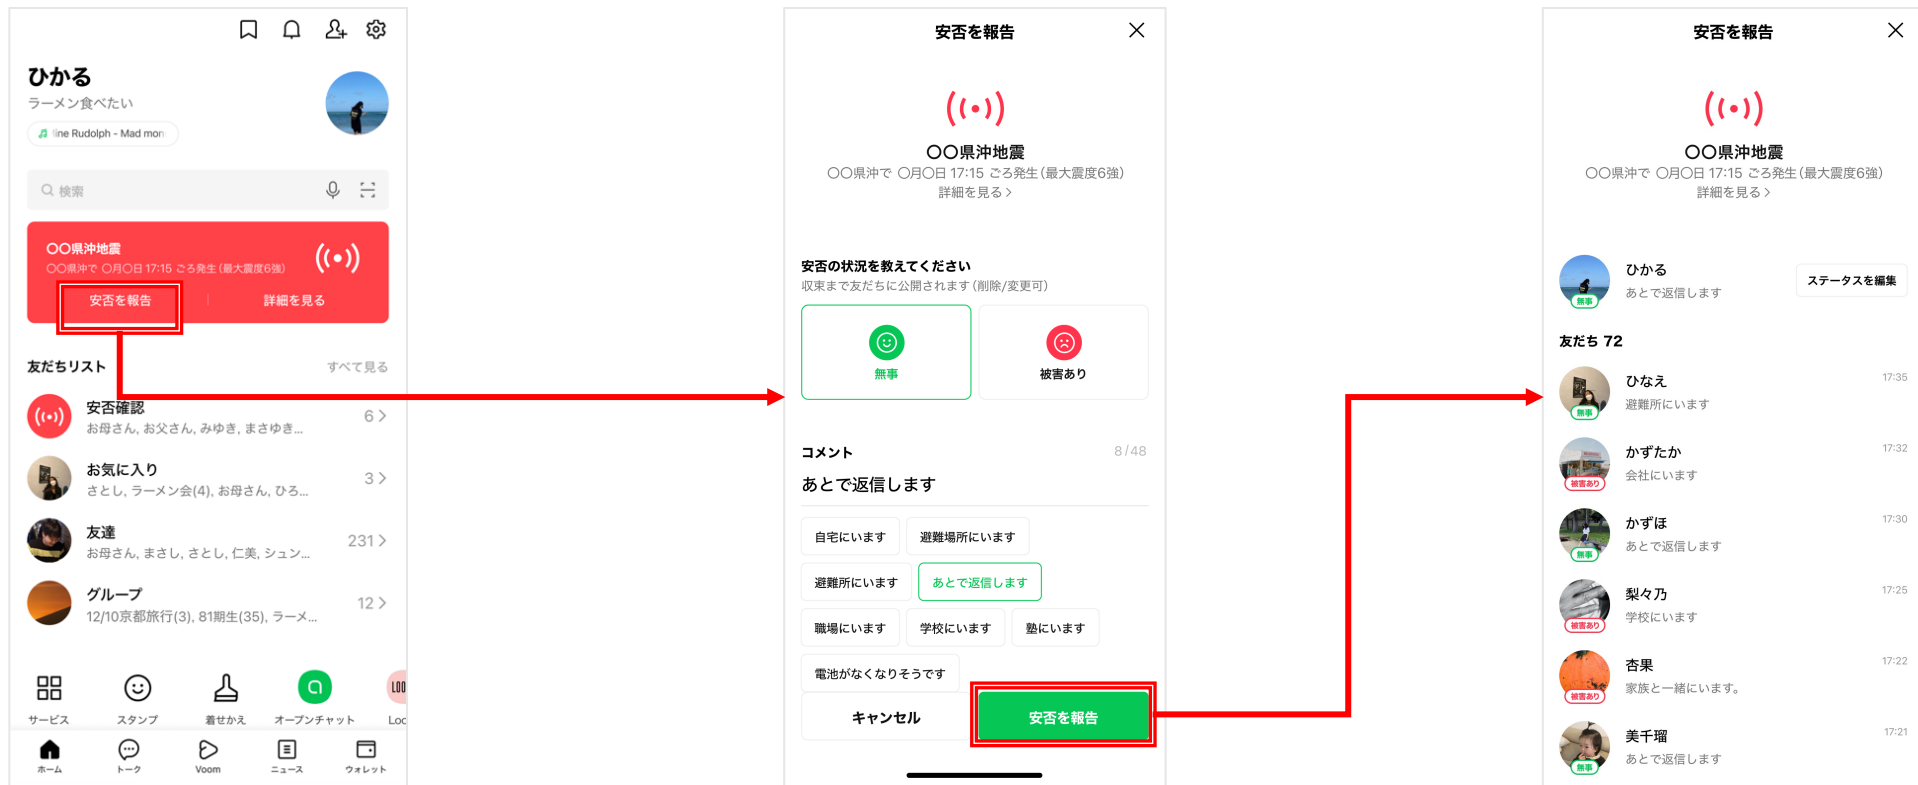 ひかる
ラーメン食べたい
ine Rudolph - Mad mon
検索
〇〇県沖地震
〇〇県沖で 〇月〇日 17:15 ごろ発生(最大震度6強)
安否を報告
詳細を見る
友だちリスト
すべて見る
安否確認
お母さん, お父さん, みゆき, まさゆき...
6
お気に入り
さとし, ラーメン会(4), お母さん, ひろ...
3
友達
お母さん, まさし, さとし, 仁美, シュン...
231
グループ
12/10京都旅行(3), 81期生(35), ラーメ...
12
サービス
スタンプ
着せかえ
オープンチャット
Loc
LOO
ホーム
トーク
Voom
ニュース
ウォレット
安否を報告
〇〇県沖地震
〇〇県沖で 〇月〇日 17:15 ごろ発生(最大震度6強)
詳細を見る
安否の状況を教えてください
収束まで友だちに公開されます(削除/変更可)
無事
被害あり
コメント
8/48
あとで返信します
自宅にいます
避難場所にいます
避難所にいます
あとで返信します
職場にいます
学校にいます
塾にいます
電池がなくなりそうです
キャンセル
安否を報告
安否を報告
〇〇県沖地震
〇〇県沖で 〇月〇日 17:15 ごろ発生(最大震度6強)
詳細を見る
ひかる
あとで返信します
無事
ステータスを編集
友だち 72
ひなえ
避難所にいます
無事
17:35
かずたか
会社にいます
被害あり
17:32
かずほ
あとで返信します
無事
17:30
梨々乃
学校にいます
被害あり
17:25
杏果
家族と一緒にいます。
被害あり
17:22
美千瑠
あとで返信します
無事
17:21